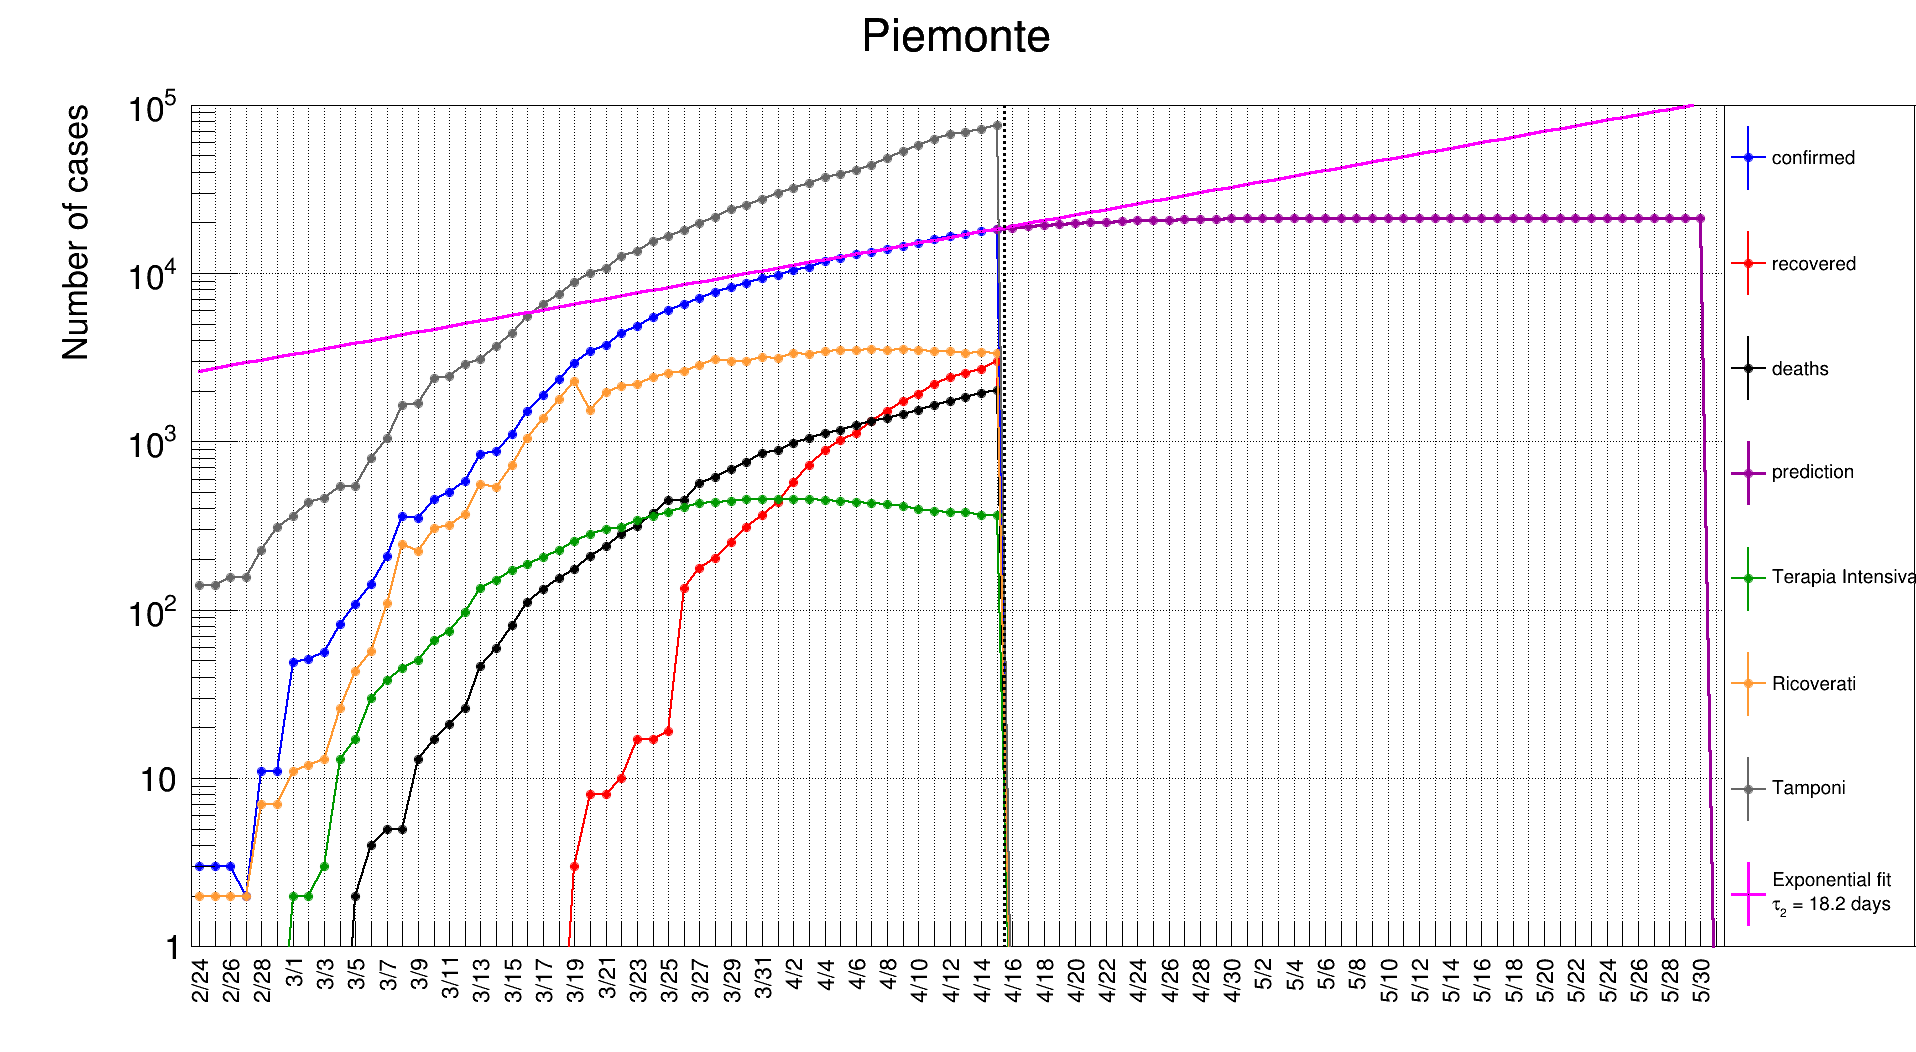 Piemonte
Number of cases
10^5
10^4
10^3
10^2
10
1
2/24 2/26 2/28 3/1 3/3 3/5 3/7 3/9 3/11 3/13 3/15 3/17 3/19 3/21 3/23 3/25 3/27 3/29 3/31 4/2 4/4 4/6 4/8 4/10 4/12 4/14 4/16 4/18 4/20 4/22 4/24 4/26 4/28 4/30 5/2 5/4 5/6 5/8 5/10 5/12 5/14 5/16 5/18 5/20 5/22 5/24 5/26 5/28 5/30
confirmed
recovered
deaths
prediction
Terapia Intensiva
Ricoverati
Tamponi
Exponential fit
τ₂ = 18.2 days